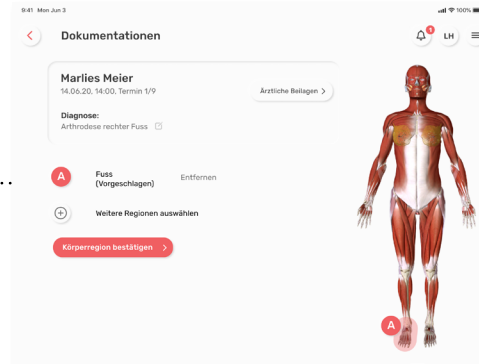 9:41 Mon Jun 3
100%
Dokumentationen
1
LH
Marlies Meier
14.06.20, 14:00, Termin 1/9
Ärztliche Beilagen >
Diagnose:
Arthrodese rechter Fuss
A
Fuss
(Vorgeschlagen)
Entfernen
Weitere Regionen auswählen
Körperregion bestätigen >
A